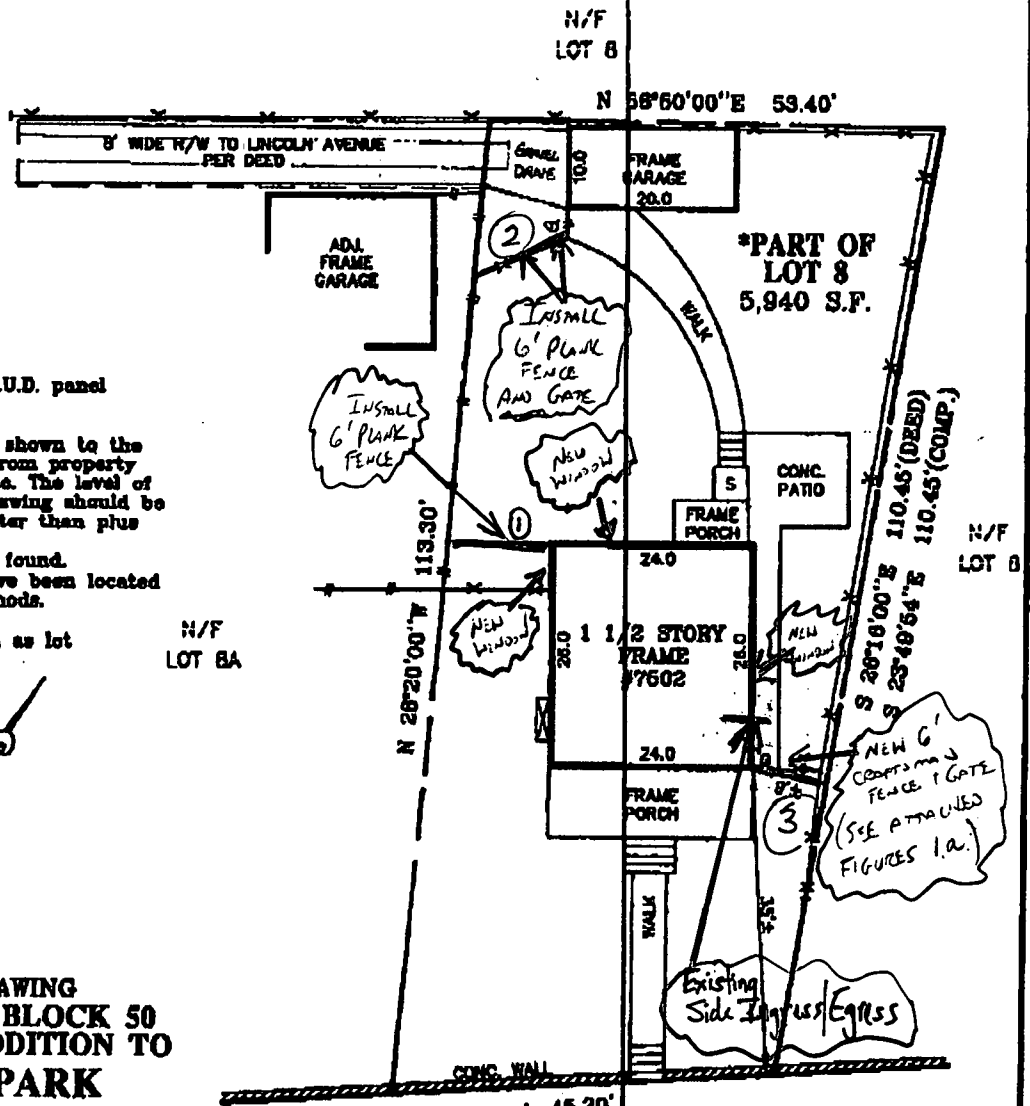 N/F
LOT 8
N 56°50'00"E 53.40'
8' WIDE R/W TO LINCOLN AVENUE
PER DEED
GRAVEL
DRIVE
10.0
FRAME
GARAGE
20.0
ADJ.
FRAME
GARAGE
2
*PART OF
LOT 8
5,940 S.F.
WALK
INSTALL
6' PLANK
FENCE
AND GATE
INSTALL
6' PLANK
FENCE
NEW
WINDOW
S
CONC.
PATIO
FRAME
PORCH
1
.U.D. panel
shown to the
rom property
The level of
awing should be
ter than plus
found.
ve been located
hods.
as lot
113.30'
N 28°20'00"W
N/F
LOT 8A
24.0
26.0
1 1/2 STORY
FRAME
#7502
26.0
24.0
NEW
WINDOW
NEW
WINDOW
110.45'(DEED)
110.45'(COMP.)
S 26°16'00"E
S 23°49'54"E
N/F
LOT 8
FRAME
PORCH
3
NEW 6'
CRAFTSMAN
FENCE & GATE
(SEE ATTACHED
FIGURES 1.a.)
WALK
35'±
Existing
Side Ingress/Egress
AWING
BLOCK 50
DDITION TO
PARK
CONC. WALL
45.20'